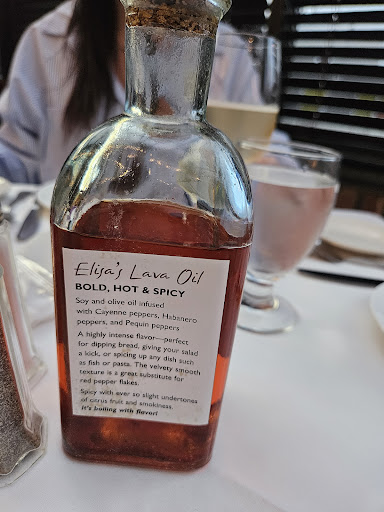 Elisa's Lava Oil
BOLD, HOT & SPICY
Soy and olive oil infused
with Cayenne peppers, Habanero
peppers, and Pequin peppers
A highly intense flavor—perfect
for dipping bread, giving your salad
a kick, or spicing up any dish such
as fish or pasta. The velvety smooth
texture is a great substitute for
red pepper flakes.
Spicy with ever so slight undertones
of citrus fruit and smokiness.
It's boiling with flavor!